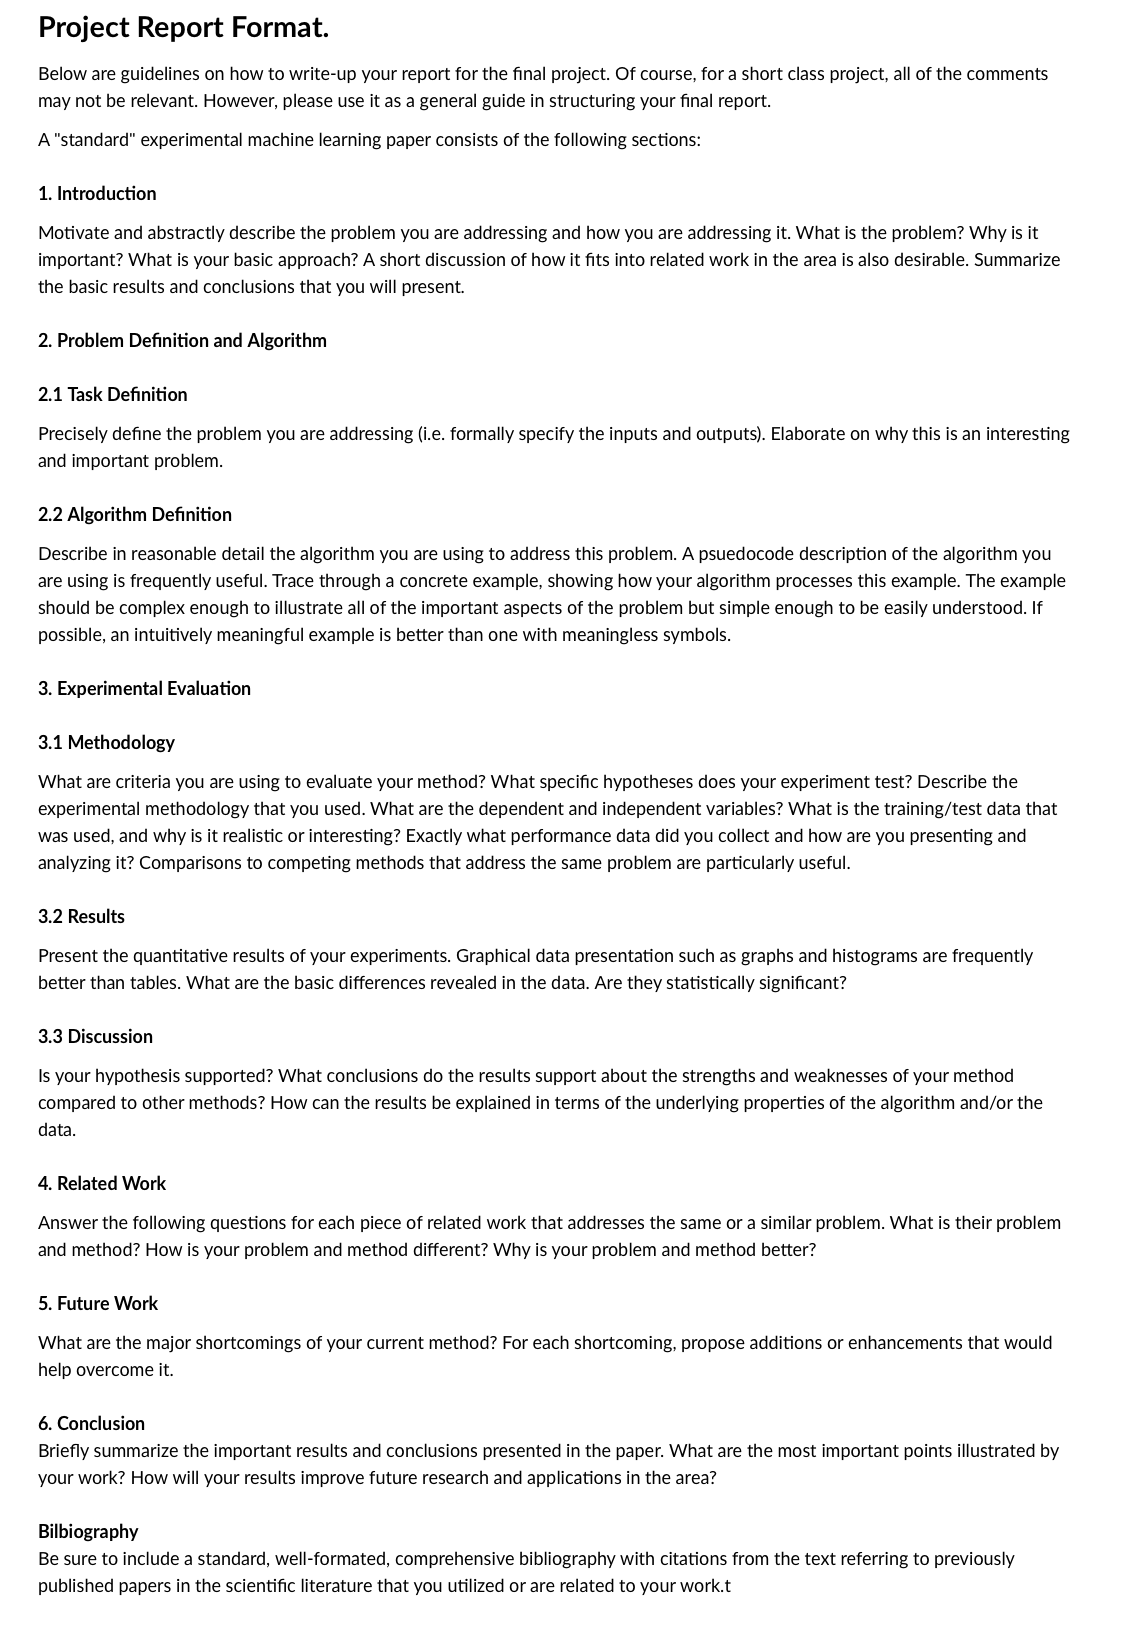 Project Report Format.
Below are guidelines on how to write-up your report for the final project. Of course, for a short class project, all of the comments
may not be relevant. However, please use it as a general guide in structuring your final report.
A "standard" experimental machine learning paper consists of the following sections:
1. Introduction
Motivate and abstractly describe the problem you are addressing and how you are addressing it. What is the problem? Why is it
important? What is your basic approach? A short discussion of how it fits into related work in the area is also desirable. Summarize
the basic results and conclusions that you will present.
2. Problem Definition and Algorithm
2.1 Task Definition
Precisely define the problem you are addressing (i.e. formally specify the inputs and outputs). Elaborate on why this is an interesting
and important problem.
2.2 Algorithm Definition
Describe in reasonable detail the algorithm you are using to address this problem. A psuedocode description of the algorithm you
are using is frequently useful. Trace through a concrete example, showing how your algorithm processes this example. The example
should be complex enough to illustrate all of the important aspects of the problem but simple enough to be easily understood. If
possible, an intuitively meaningful example is better than one with meaningless symbols.
3. Experimental Evaluation
3.1 Methodology
What are criteria you are using to evaluate your method? What specific hypotheses does your experiment test? Describe the
experimental methodology that you used. What are the dependent and independent variables? What is the training/test data that
was used, and why is it realistic or interesting? Exactly what performance data did you collect and how are you presenting and
analyzing it? Comparisons to competing methods that address the same problem are particularly useful.
3.2 Results
Present the quantitative results of your experiments. Graphical data presentation such as graphs and histograms are frequently
better than tables. What are the basic differences revealed in the data. Are they statistically significant?
3.3 Discussion
Is your hypothesis supported? What conclusions do the results support about the strengths and weaknesses of your method
compared to other methods? How can the results be explained in terms of the underlying properties of the algorithm and/or the
data.
4. Related Work
Answer the following questions for each piece of related work that addresses the same or a similar problem. What is their problem
and method? How is your problem and method different? Why is your problem and method better?
5. Future Work
What are the major shortcomings of your current method? For each shortcoming, propose additions or enhancements that would
help overcome it.
6. Conclusion
Briefly summarize the important results and conclusions presented in the paper. What are the most important points illustrated by
your work? How will your results improve future research and applications in the area?
Bilbiography
Be sure to include a standard, well-formated, comprehensive bibliography with citations from the text referring to previously
published papers in the scientific literature that you utilized or are related to your work.t